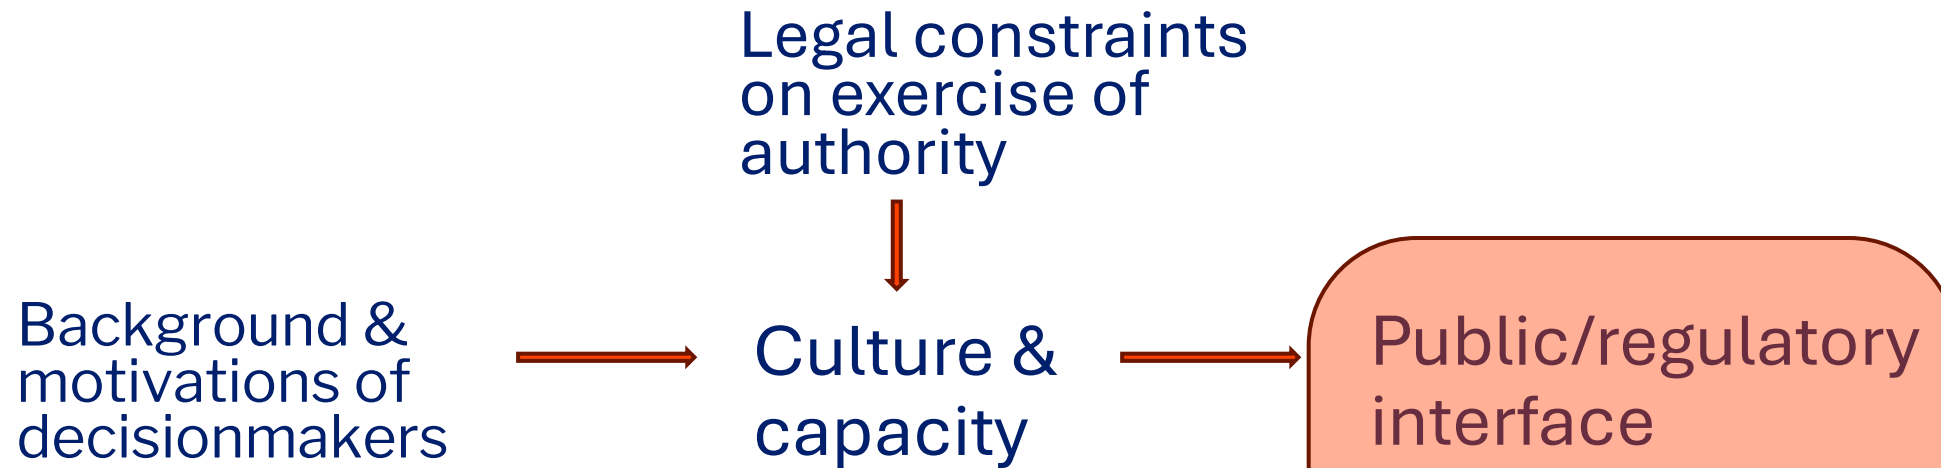 Legal constraints
on exercise of
authority
Background &
motivations of
decisionmakers
Culture &
capacity
Public/regulatory
interface